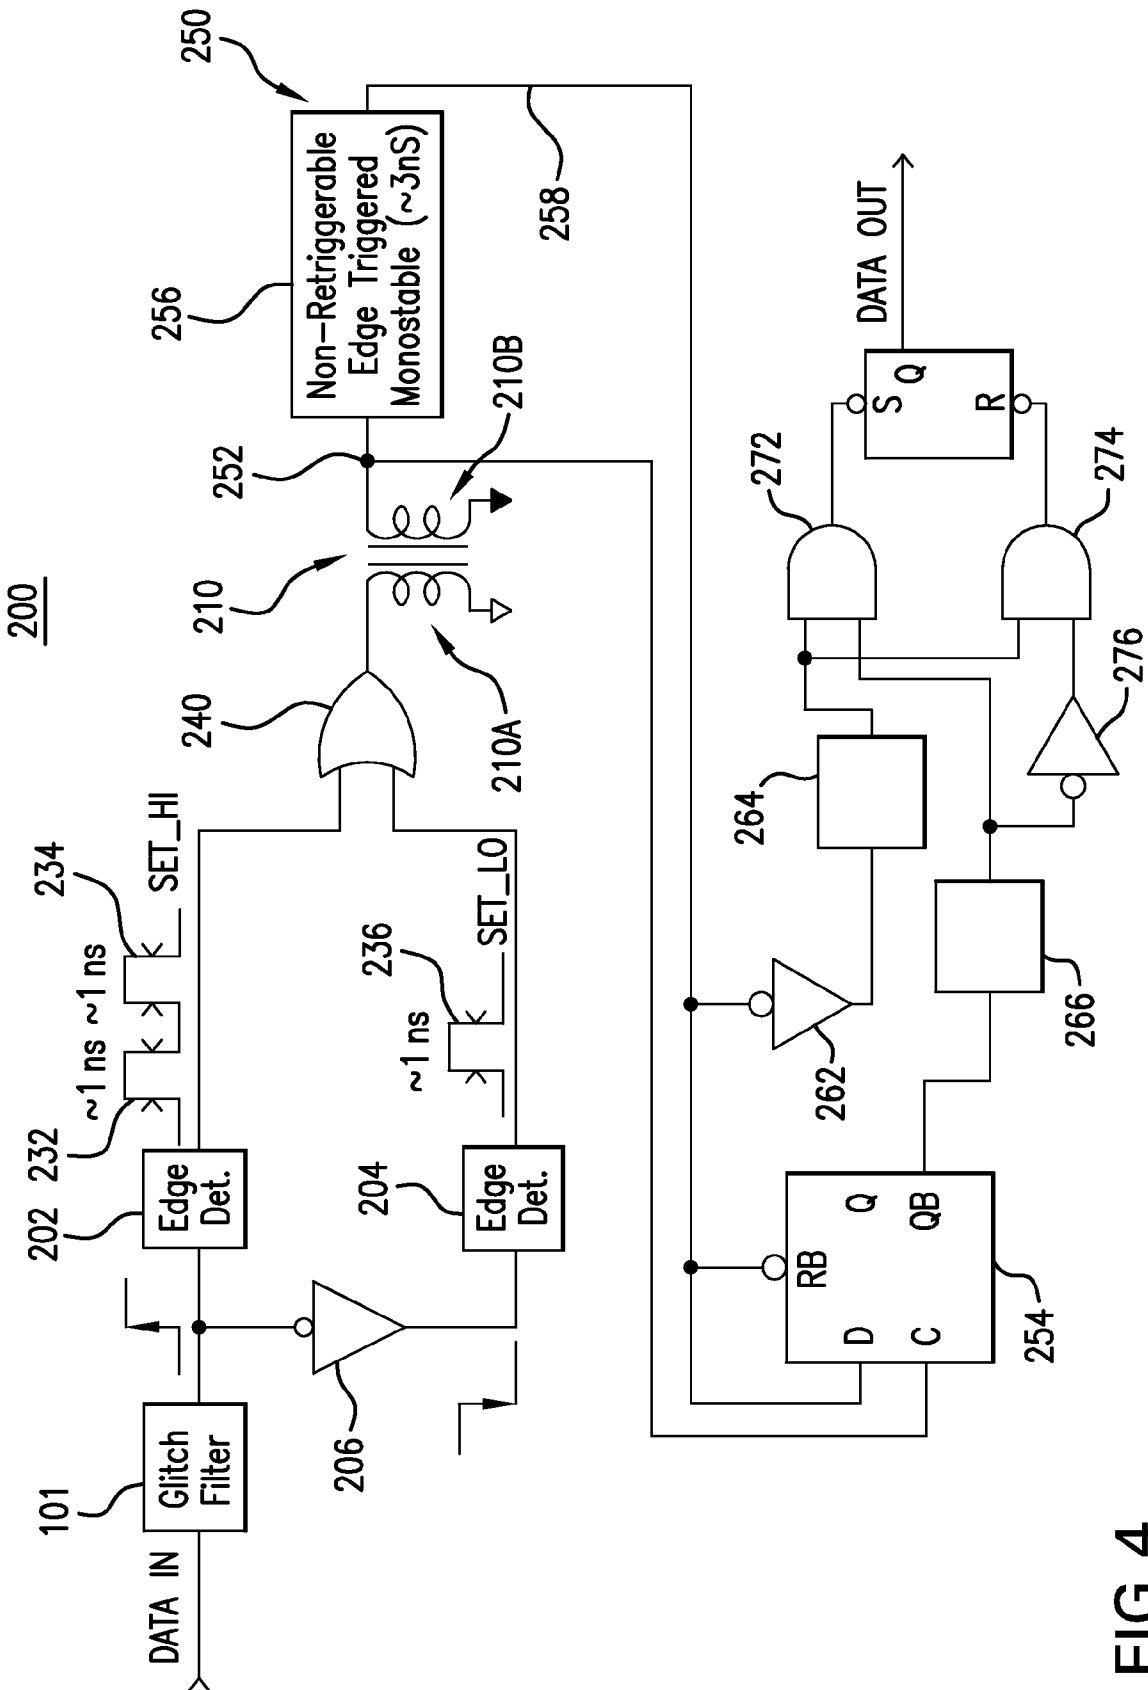 200
DATA IN
101
Glitch
Filter
202
Edge
Det.
232
~1 ns
~1 ns
234
SET_HI
206
204
Edge
Det.
~1 ns
236
SET_LO
240
210
210A
210B
252
256
Non-Retriggerable
Edge Triggered
Monostable (~3nS)
250
258
254
D
C
RB
Q
QB
262
264
266
272
274
276
S
Q
R
DATA OUT
FIG.4